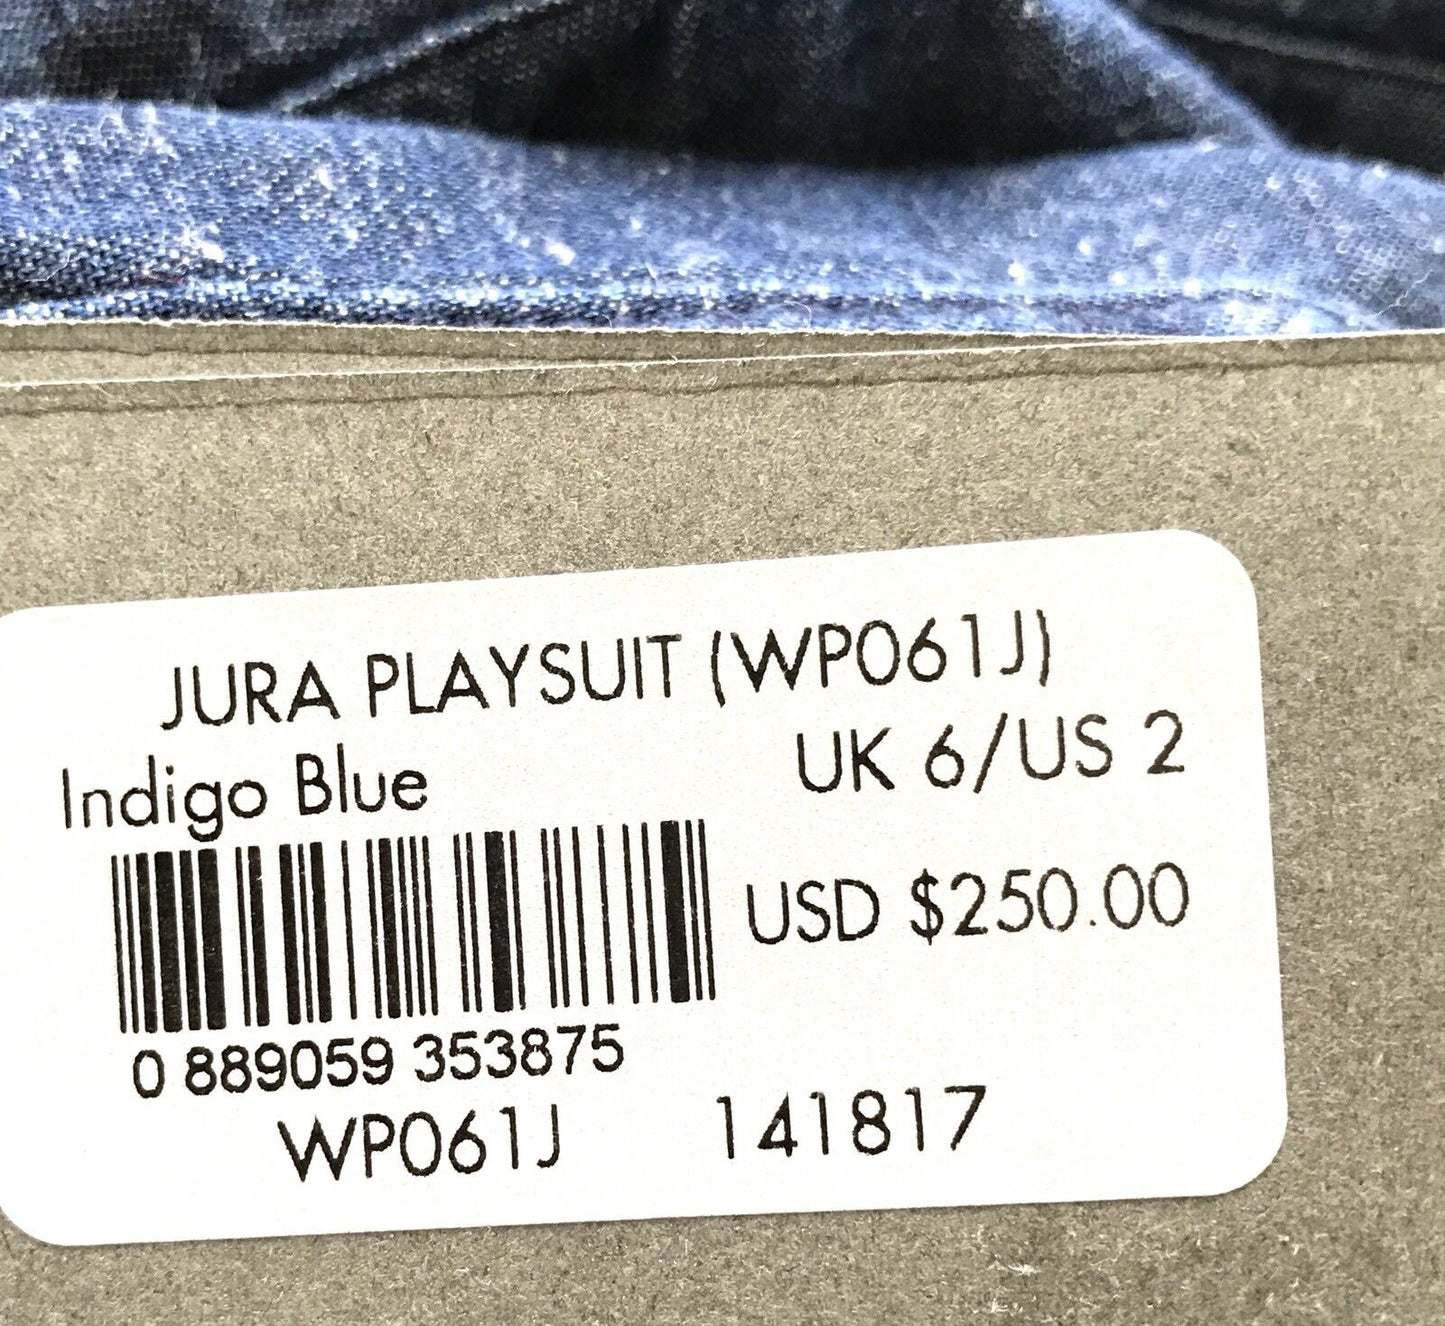 JURA PLAYSUIT (WP061J)
Indigo Blue UK 6/US 2
USD $250.00
0 889059 353875
WP061J 141817